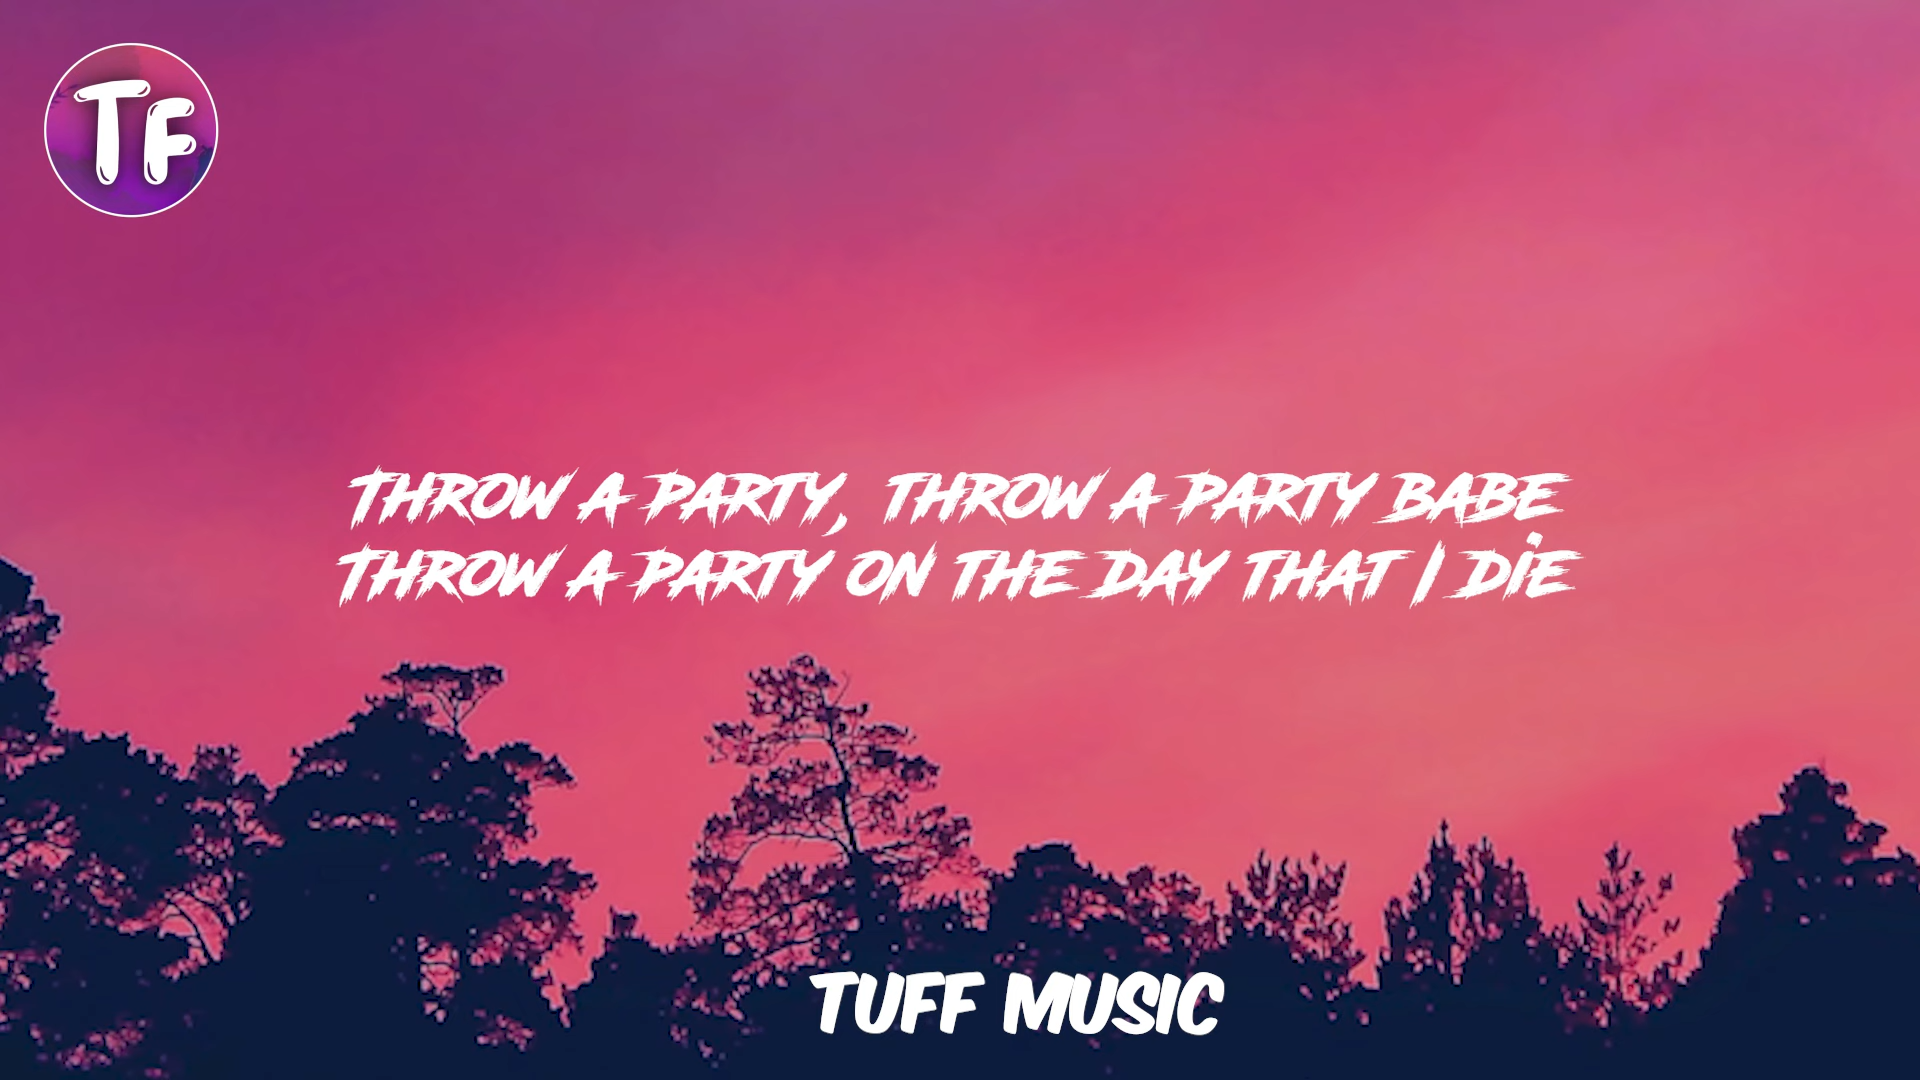 TF
THROW A PARTY, THROW A PARTY BABE
THROW A PARTY ON THE DAY THAT I DIE
TUFF MUSIC